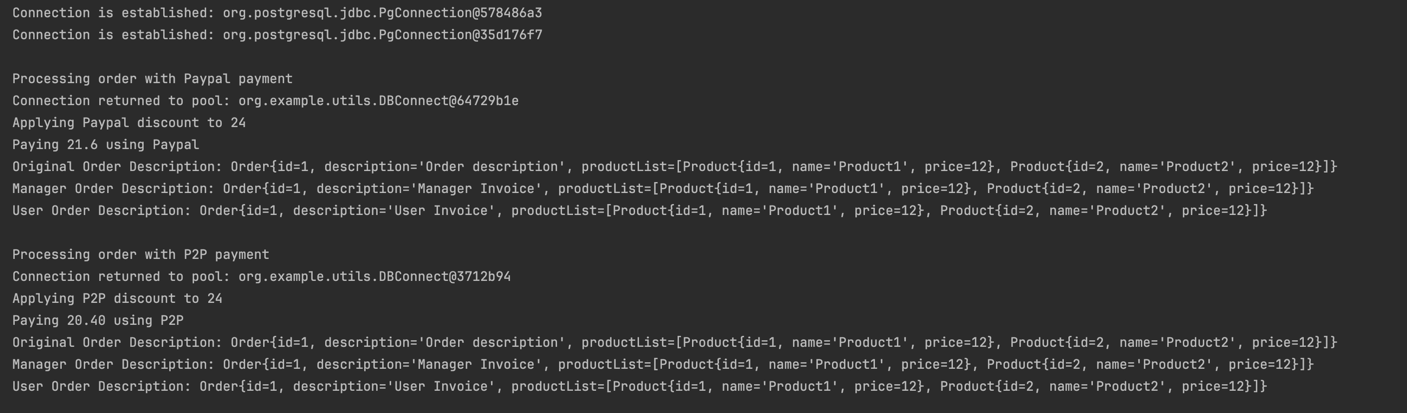 Connection is established: org.postgresql.jdbc.PgConnection@578486a3
Connection is established: org.postgresql.jdbc.PgConnection@35d176f7
Processing order with Paypal payment
Connection returned to pool: org.example.utils.DBConnect@64729b1e
Applying Paypal discount to 24
Paying 21.6 using Paypal
Original Order Description: Order{id=1, description='Order description', productList=[Product{id=1, name='Product1', price=12}, Product{id=2, name='Product2', price=12}]}
Manager Order Description: Order{id=1, description='Manager Invoice', productList=[Product{id=1, name='Product1', price=12}, Product{id=2, name='Product2', price=12}]}
User Order Description: Order{id=1, description='User Invoice', productList=[Product{id=1, name='Product1', price=12}, Product{id=2, name='Product2', price=12}]}
Processing order with P2P payment
Connection returned to pool: org.example.utils.DBConnect@3712b94
Applying P2P discount to 24
Paying 20.40 using P2P
Original Order Description: Order{id=1, description='Order description', productList=[Product{id=1, name='Product1', price=12}, Product{id=2, name='Product2', price=12}]}
Manager Order Description: Order{id=1, description='Manager Invoice', productList=[Product{id=1, name='Product1', price=12}, Product{id=2, name='Product2', price=12}]}
User Order Description: Order{id=1, description='User Invoice', productList=[Product{id=1, name='Product1', price=12}, Product{id=2, name='Product2', price=12}]}